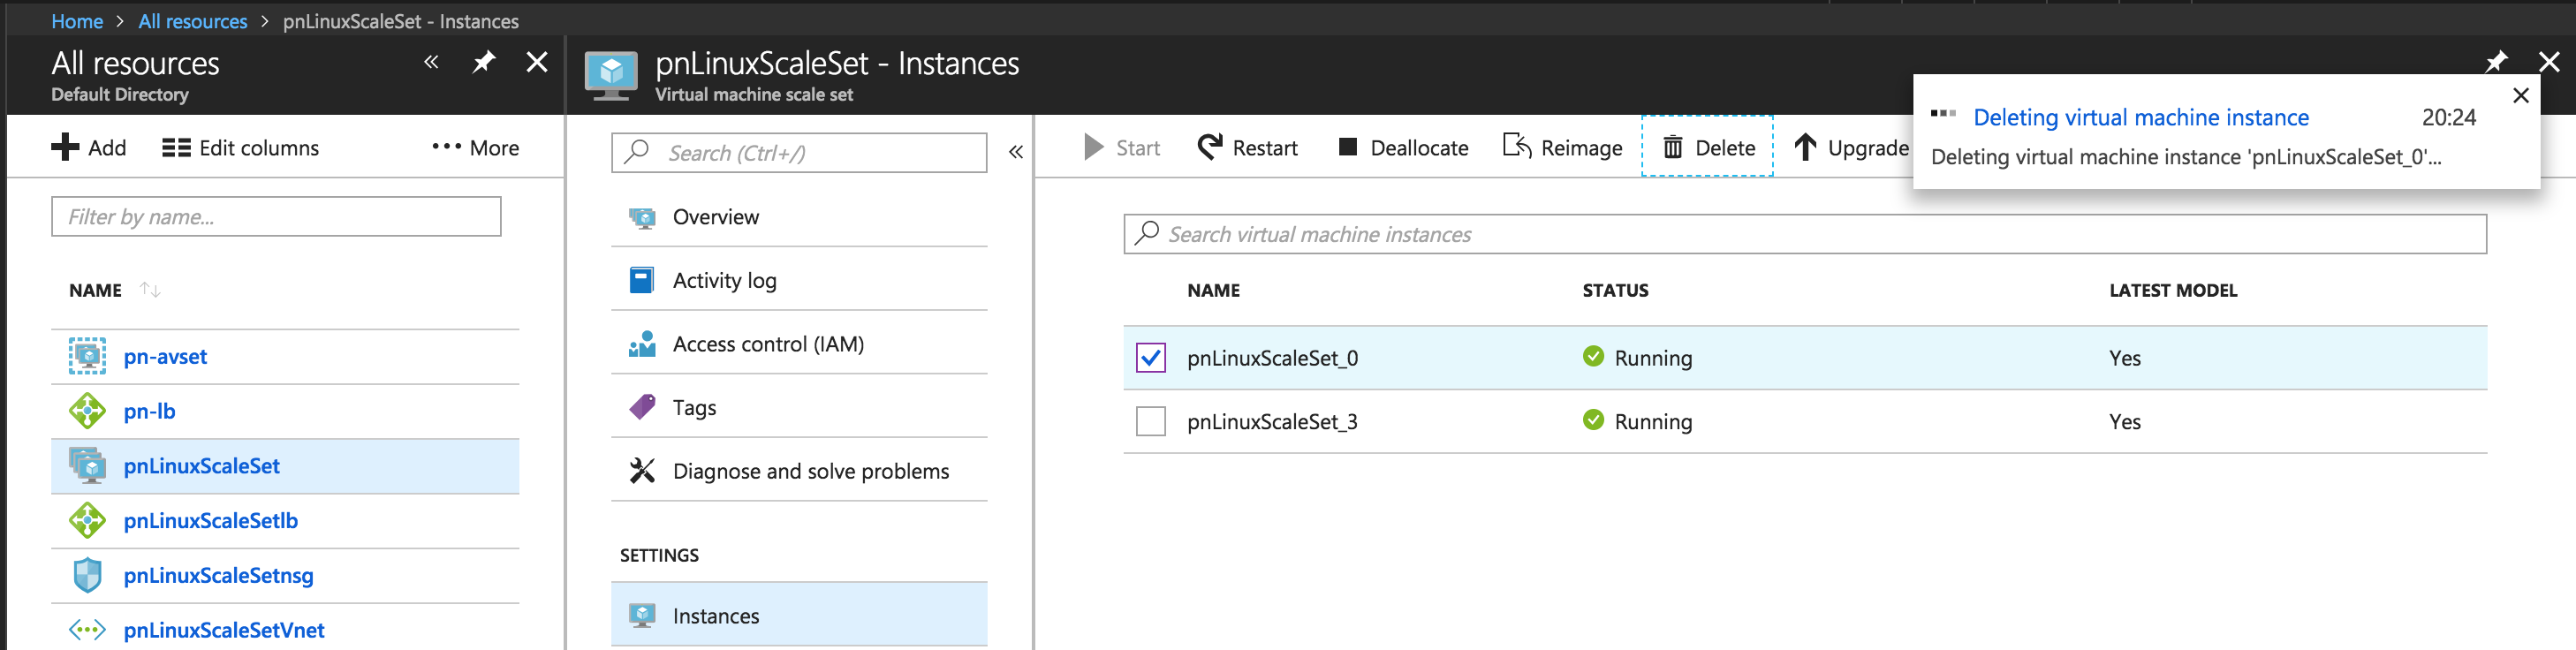 Home > All resources > pnLinuxScaleSet - Instances
All resources
Default Directory
Add Edit columns More
Filter by name...
NAME
pn-avset
pn-lb
pnLinuxScaleSet
pnLinuxScaleSetlb
pnLinuxScaleSetnsg
pnLinuxScaleSetVnet
pnLinuxScaleSet - Instances
Virtual machine scale set
Search (Ctrl+/)
Overview
Activity log
Access control (IAM)
Tags
Diagnose and solve problems
SETTINGS
Instances
Start Restart Deallocate Reimage Delete Upgrade
Deleting virtual machine instance 20:24
Deleting virtual machine instance 'pnLinuxScaleSet_0'...
Search virtual machine instances
NAME STATUS LATEST MODEL
pnLinuxScaleSet_0 Running Yes
pnLinuxScaleSet_3 Running Yes